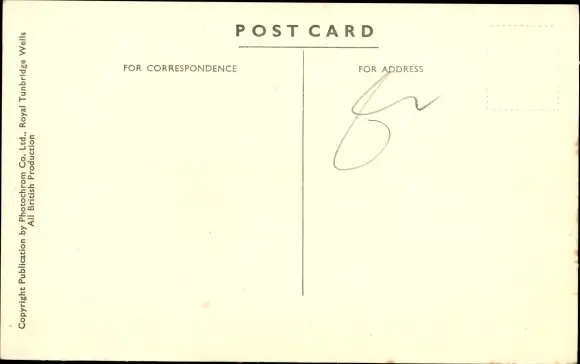 POST CARD
FOR CORRESPONDENCE
FOR ADDRESS
Copyright Publication by Photochrom Co. Ltd., Royal Tunbridge Wells
All British Production